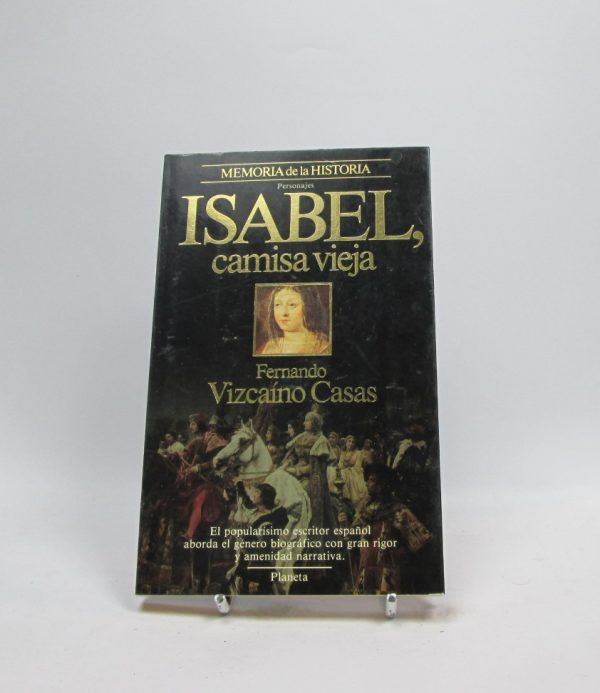 MEMORIA de la HISTORIA
Personajes
ISABEL,
camisa vieja
Fernando
Vizcaíno Casas
El popularísimo escritor español
aborda el género biográfico con gran rigor
y amenidad narrativa.
Planeta